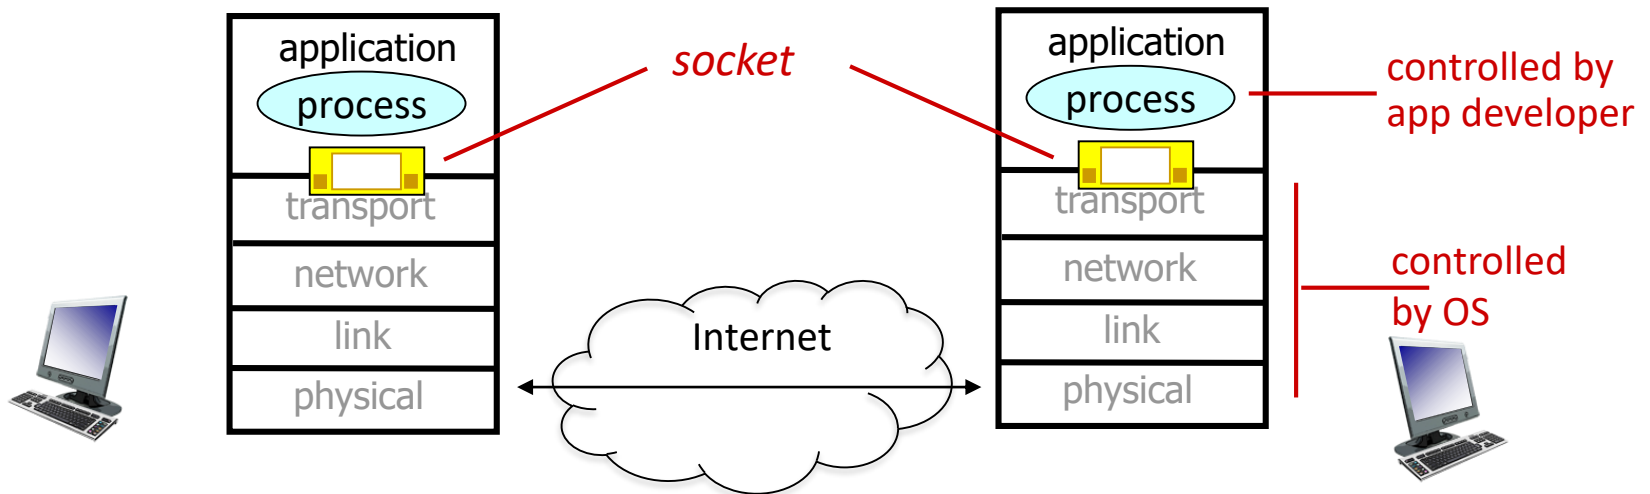 application
process
transport
network
link
physical
socket
Internet
application
process
transport
network
link
physical
controlled by
app developer
controlled
by OS